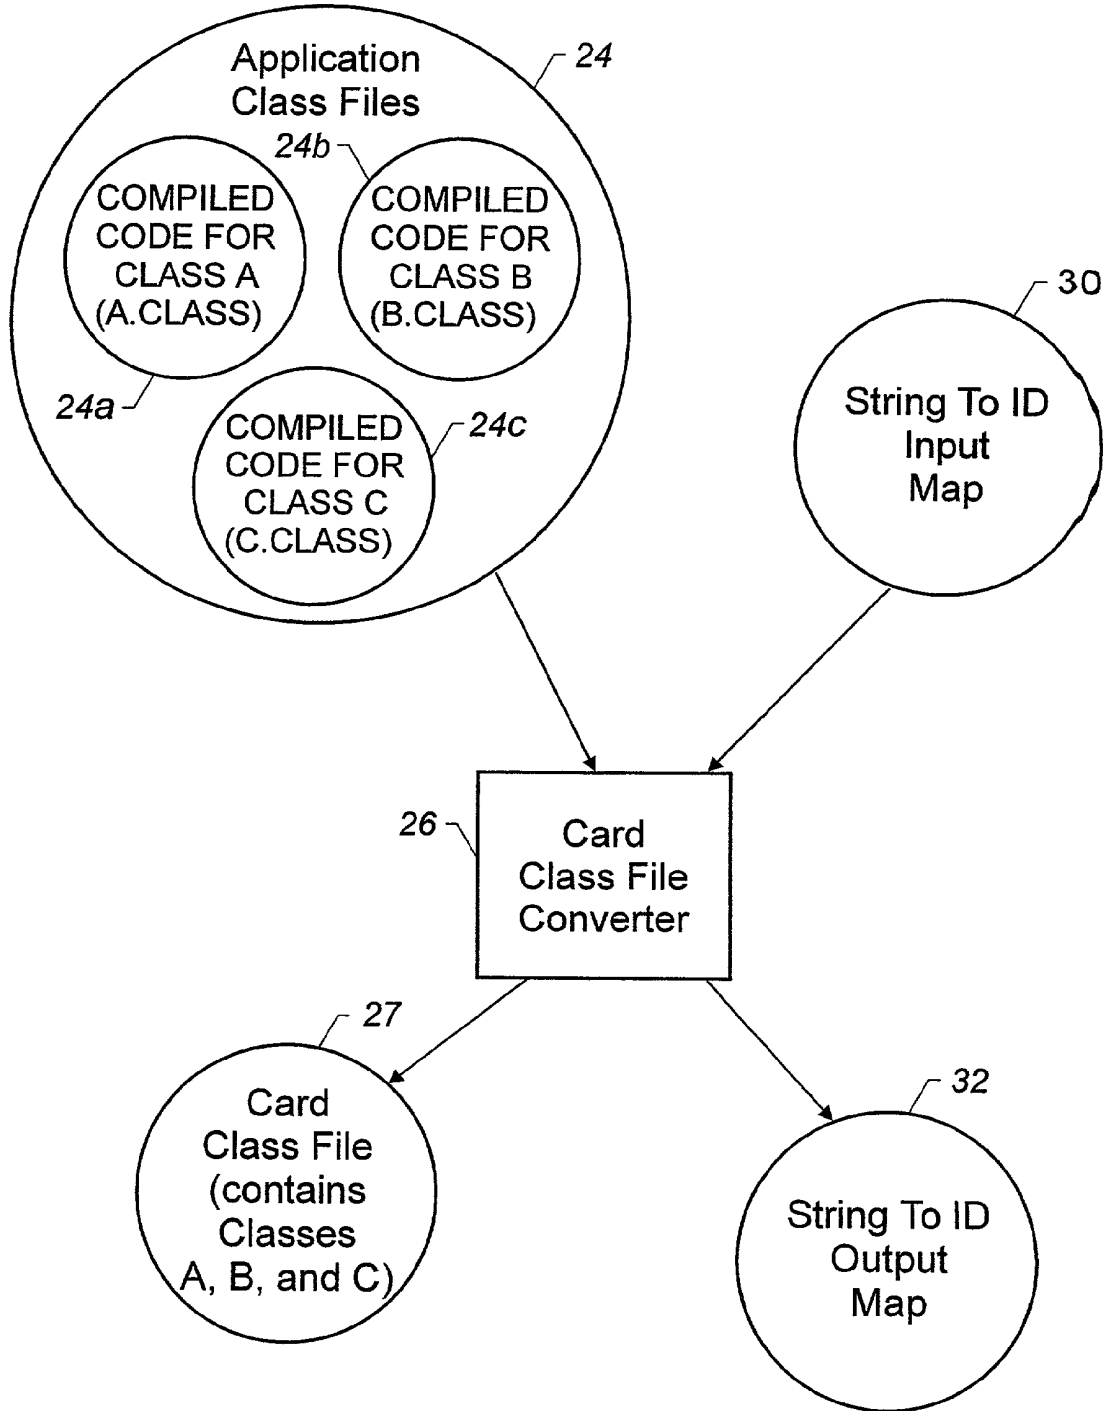 Application
Class Files
24
24b
COMPILED
CODE FOR
CLASS A
(A.CLASS)
COMPILED
CODE FOR
CLASS B
(B.CLASS)
24a
COMPILED
CODE FOR
CLASS C
(C.CLASS)
24c
30
String To ID
Input
Map
26
Card
Class File
Converter
27
Card
Class File
(contains
Classes
A, B, and C)
32
String To ID
Output
Map